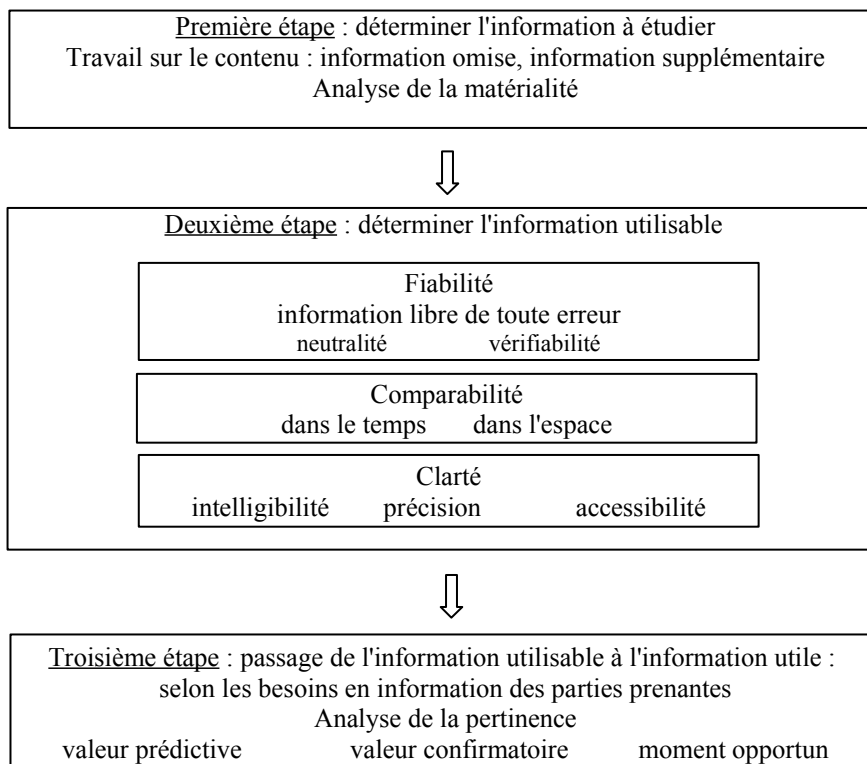 Première étape : déterminer l'information à étudier
Travail sur le contenu : information omise, information supplémentaire
Analyse de la matérialité
Deuxième étape : déterminer l'information utilisable
Fiabilité
information libre de toute erreur
neutralité vérifiabilité
Comparabilité
dans le temps dans l'espace
Clarté
intelligibilité précision accessibilité
Troisième étape : passage de l'information utilisable à l'information utile :
selon les besoins en information des parties prenantes
Analyse de la pertinence
valeur prédictive valeur confirmatoire moment opportun